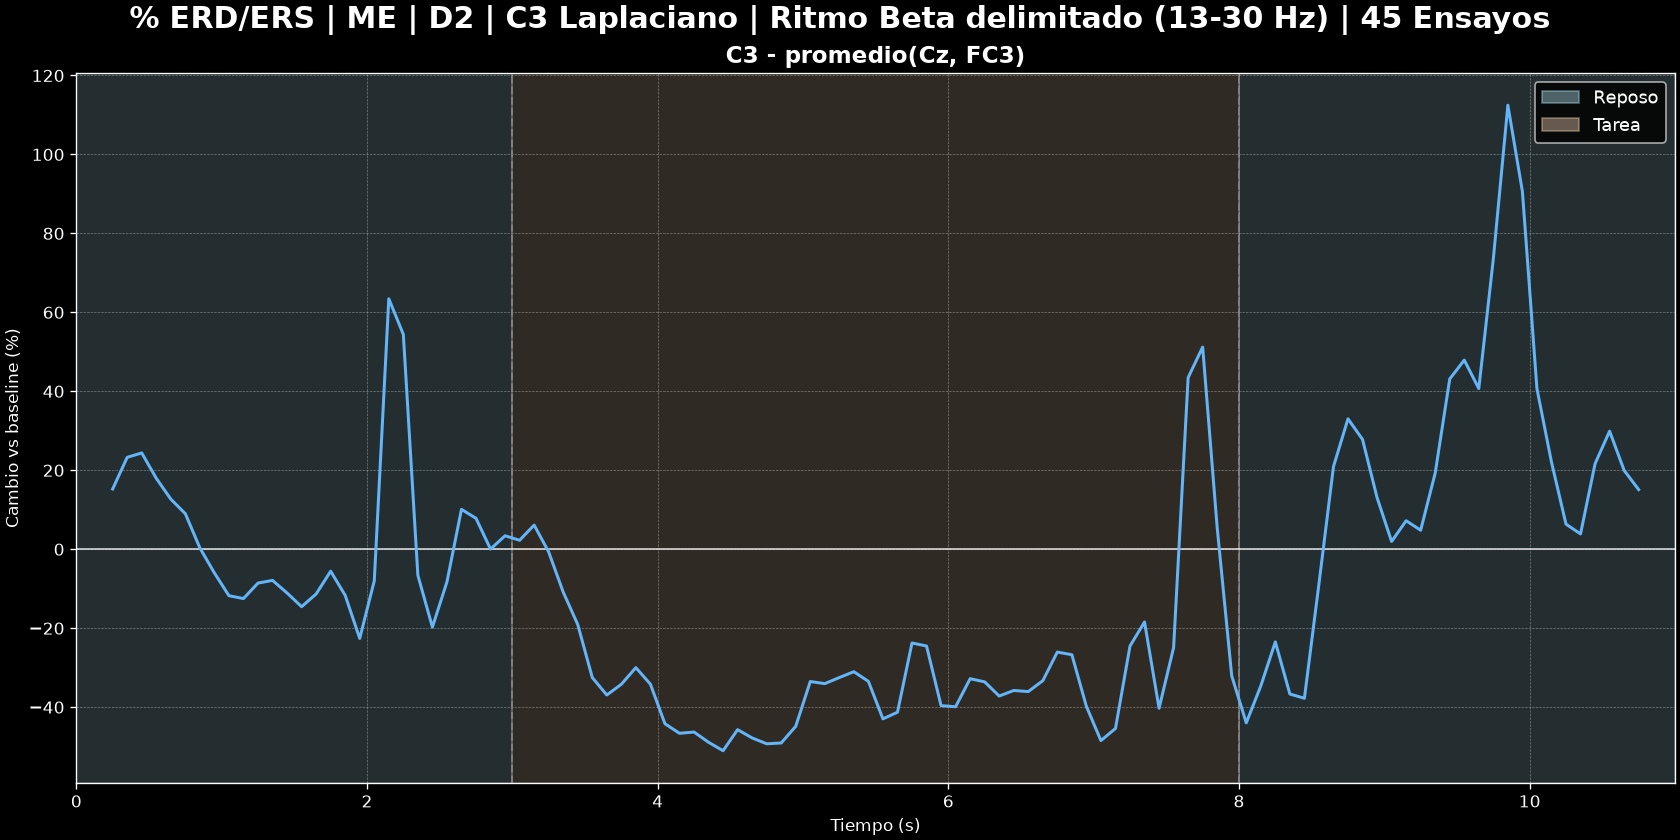 % ERD/ERS | ME | D2 | C3 Laplaciano | Ritmo Beta delimitado (13-30 Hz) | 45 Ensayos
C3 - promedio(Cz, FC3)
Reposo
Tarea
120
100
80
60
40
20
0
−20
−40
Cambio vs baseline (%)
0 2 4 6 8 10
Tiempo (s)